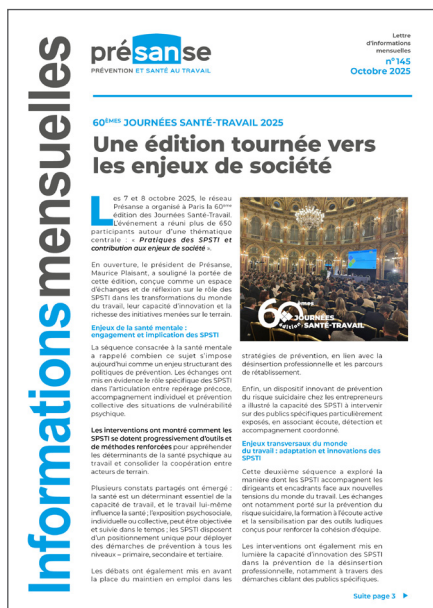 Informationsmensuelles
présanse
PRÉVENTION ET SANTÉ AU TRAVAIL
Lettre
d'informations
mensuelles
n°145
Octobre 2025
60ÈMES JOURNÉES SANTÉ-TRAVAIL 2025
Une édition tournée vers
les enjeux de société
Les 7 et 8 octobre 2025, le réseau
Présanse a organisé à Paris la 60ème
édition des Journées Santé-Travail.
L'événement a réuni plus de 650
participants autour d'une thématique
centrale : « Pratiques des SPSTI et
contribution aux enjeux de société ».
En ouverture, le président de Présanse,
Maurice Plaisant, a souligné la portée de
cette édition, conçue comme un espace
d'échanges et de réflexion sur le rôle des
SPSTI dans les transformations du monde
du travail, leur capacité d'innovation et la
richesse des initiatives menées sur le terrain.
Enjeux de la santé mentale :
engagement et implication des SPSTI
La séquence consacrée à la santé mentale
a rappelé combien ce sujet s'impose
aujourd'hui comme un enjeu structurant des
politiques de prévention. Les échanges ont
mis en évidence le rôle spécifique des SPSTI
dans l'articulation entre repérage précoce,
accompagnement individuel et prévention
collective des situations de vulnérabilité
psychique.
Les interventions ont montré comment les
SPSTI se dotent progressivement d'outils et
de méthodes renforcées pour appréhender
les déterminants de la santé psychique au
travail et consolider la coopération entre
acteurs de terrain.
Plusieurs constats partagés ont émergé :
la santé est un déterminant essentiel de la
capacité de travail, et le travail lui-même
influence la santé ; l'exposition psychosociale,
individuelle ou collective, peut être objectivée
et suivie dans le temps ; les SPSTI disposent
d'un positionnement unique pour déployer
des démarches de prévention à tous les
niveaux – primaire, secondaire et tertiaire.
Les débats ont également mis en avant
la place du maintien en emploi dans les
60èmes
édition
JOURNÉES
SANTÉ-TRAVAIL
stratégies de prévention, en lien avec la
désinsertion professionnelle et les parcours
de rétablissement.
Enfin, un dispositif innovant de prévention
du risque suicidaire chez les entrepreneurs
a illustré la capacité des SPSTI à intervenir
sur des publics spécifiques particulièrement
exposés, en associant écoute, détection et
accompagnement coordonné.
Enjeux transversaux du monde
du travail : adaptation et innovations des
SPSTI
Cette deuxième séquence a exploré la
manière dont les SPSTI accompagnent les
dirigeants et encadrants face aux nouvelles
tensions du monde du travail. Les échanges
ont notamment porté sur la prévention du
risque suicidaire, la formation à l'écoute active
et la sensibilisation par des outils ludiques
conçus pour renforcer la cohésion d'équipe.
Les interventions ont également mis en
lumière la capacité d'innovation des SPSTI
dans la prévention de la désinsertion
professionnelle, notamment à travers des
démarches ciblant des publics spécifiques.
Suite page 3